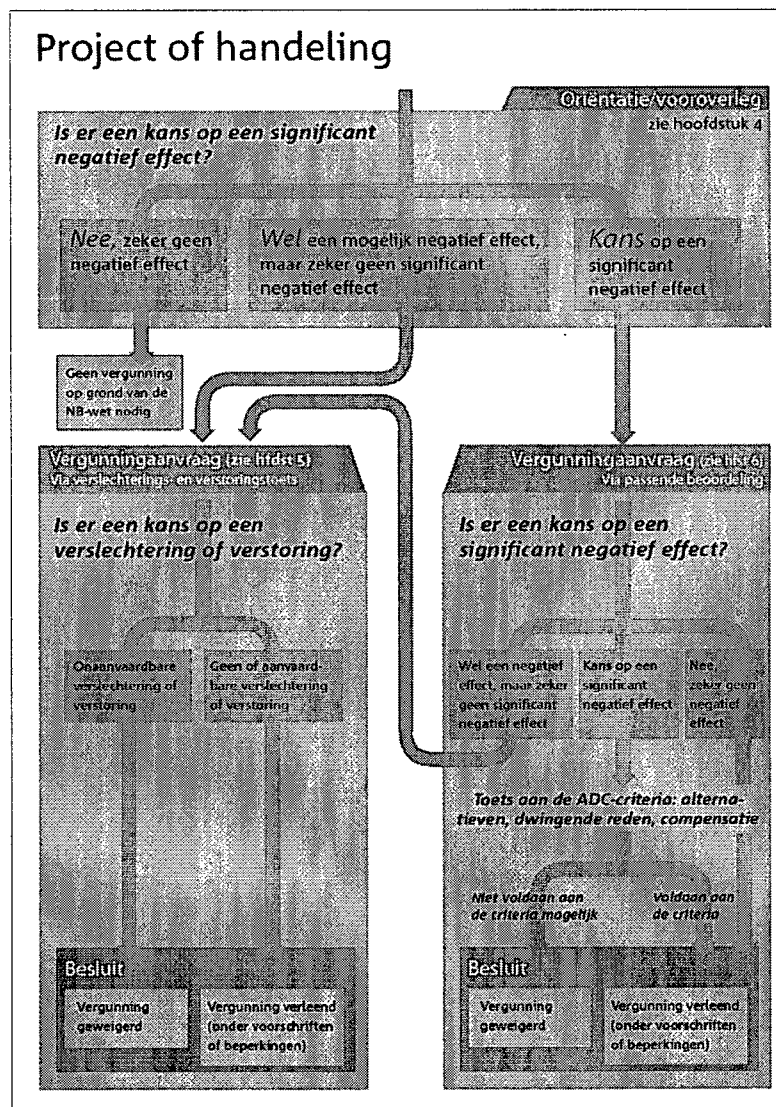 Project of handeling
Oriëntatie/vooroverleg
zie hoofdstuk 4
Is er een kans op een significant
negatief effect?
Nee, zeker geen
negatief effect
Wel een mogelijk negatief effect,
maar zeker geen significant
negatief effect
Kans op een
significant
negatief effect
Geen vergunning
op grond van de
NB-wet nodig
Vergunningaanvraag (zie hfdst 5)
Via verslechterings- en verstoringstoets
Is er een kans op een
verslechtering of verstoring?
Onaanvaardbare
verslechtering of
verstoring
Geen of aanvaard-
bare verslechtering
of verstoring
Besluit
Vergunning
geweigerd
Vergunning verleend
(onder voorschriften
of beperkingen)
Vergunningaanvraag (zie hfst 6)
Via passende beoordeling
Is er een kans op een
significant negatief effect?
Wel een negatief
effect, maar zeker
geen significant
negatief effect
Kans op een
significant
negatief effect
Nee,
zeker geen
negatief
effect
Toets aan de ADC-criteria: alterna-
tieven, dwingende reden, compensatie
Niet voldaan aan
de criteria mogelijk
Voldaan aan
de criteria
Besluit
Vergunning
geweigerd
Vergunning verleend
(onder voorschriften
of beperkingen)